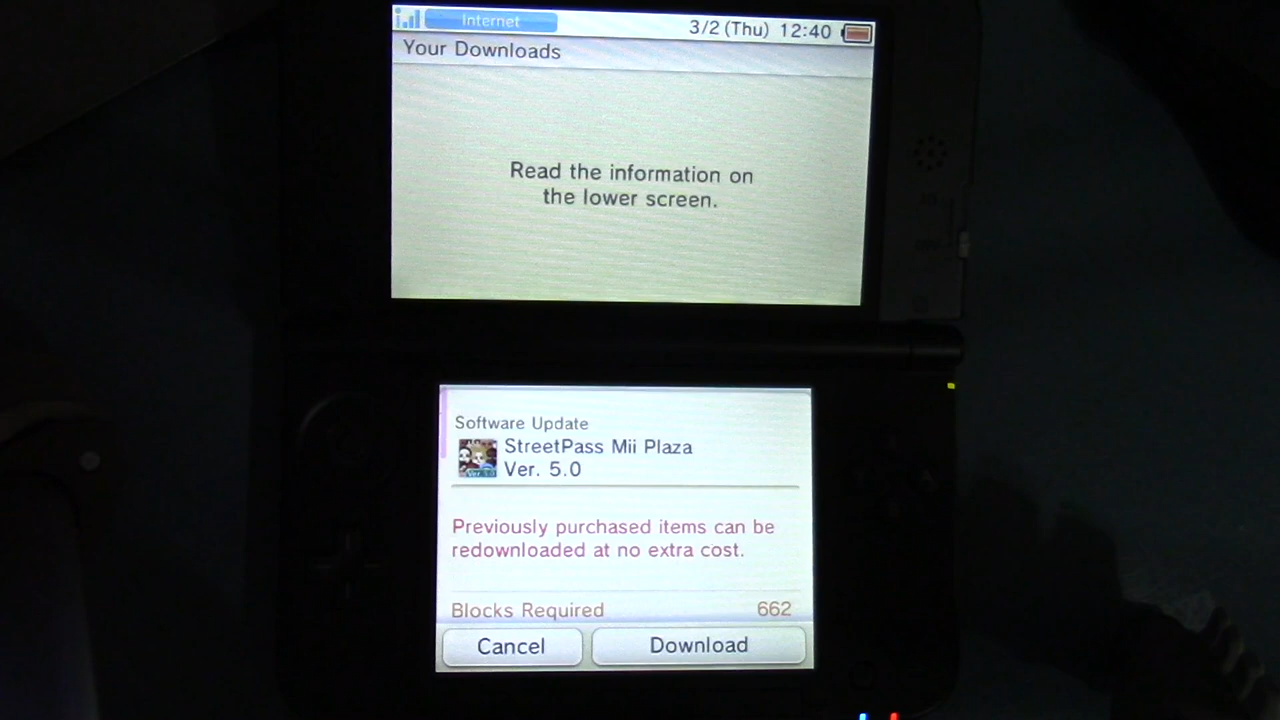 Internet
3/2 (Thu) 12:40
Your Downloads
Read the information on
the lower screen.
Software Update
StreetPass Mii Plaza
Ver. 5.0
Previously purchased items can be
redownloaded at no extra cost.
Blocks Required 662
Cancel Download